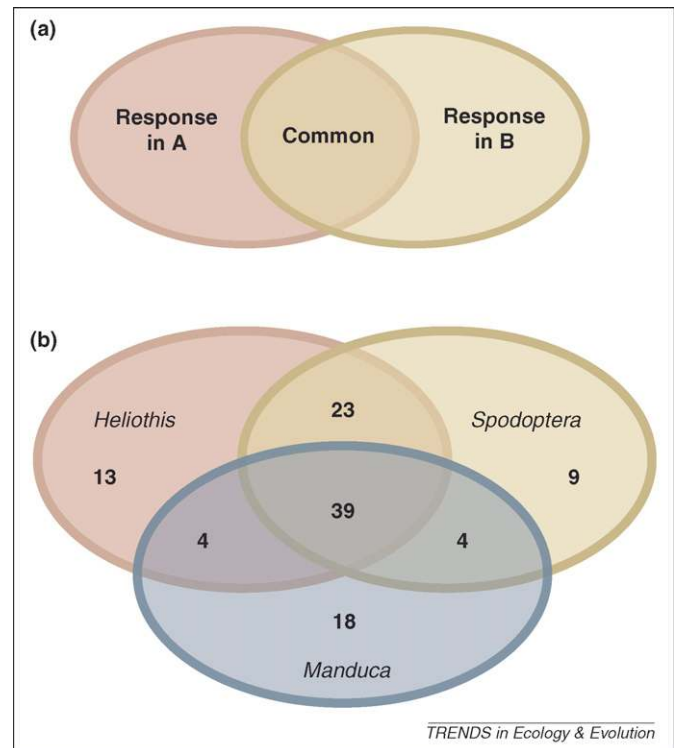 (a)
Response
in A
Common
Response
in B
(b)
Heliothis
23
Spodoptera
13
9
39
4
4
18
Manduca
TRENDS in Ecology & Evolution